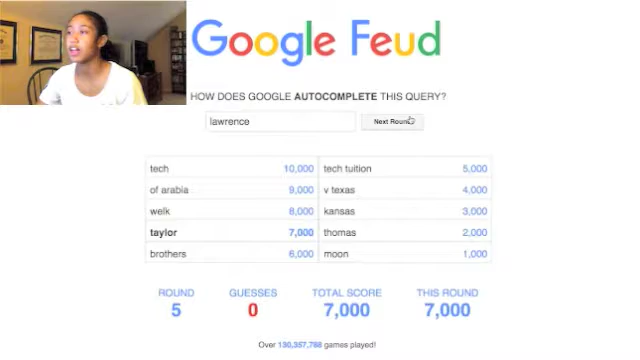 Google Feud
HOW DOES GOOGLE AUTOCOMPLETE THIS QUERY?
lawrence
Next Round
tech 10,000 tech tuition 5,000
of arabia 9,000 v texas 4,000
welk 8,000 kansas 3,000
taylor 7,000 thomas 2,000
brothers 6,000 moon 1,000
ROUND GUESSES TOTAL SCORE THIS ROUND
5 0 7,000 7,000
Over 130,357,788 games played!